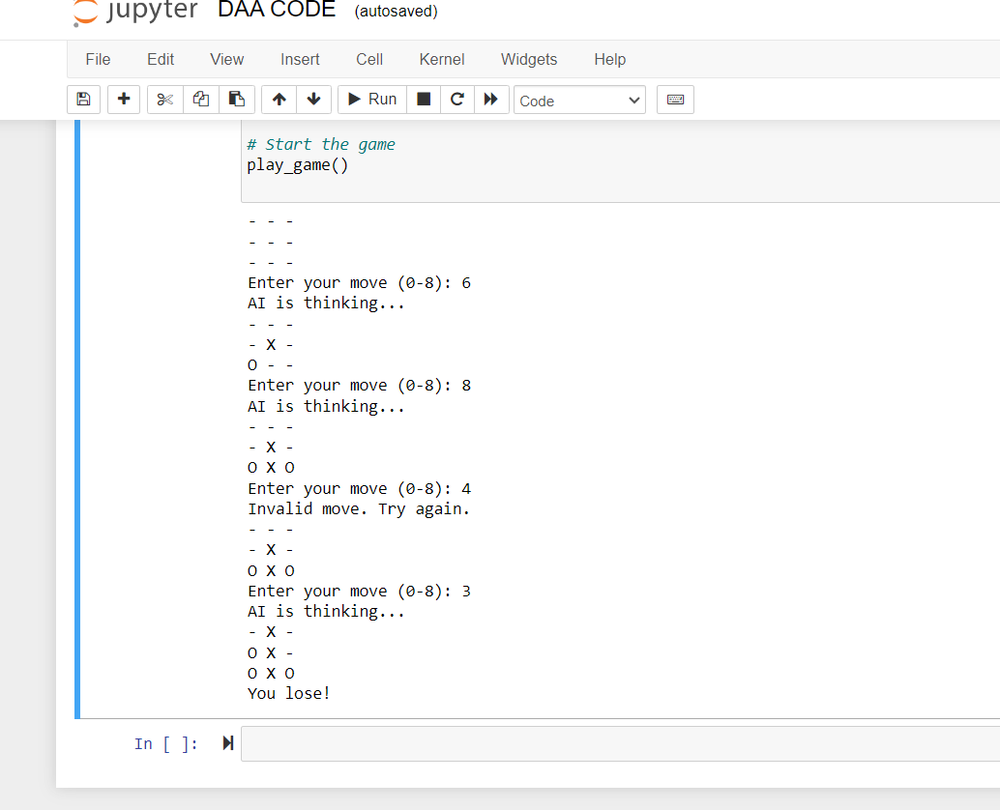 jupyter DAA CODE (autosaved)
File Edit View Insert Cell Kernel Widgets Help
Run Code
# Start the game
play_game()
- - -
- - -
- - -
Enter your move (0-8): 6
AI is thinking...
- - -
- X -
O - -
Enter your move (0-8): 8
AI is thinking...
- - -
- X -
O X O
Enter your move (0-8): 4
Invalid move. Try again.
- - -
- X -
O X O
Enter your move (0-8): 3
AI is thinking...
- X -
O X -
O X O
You lose!
In [ ]: